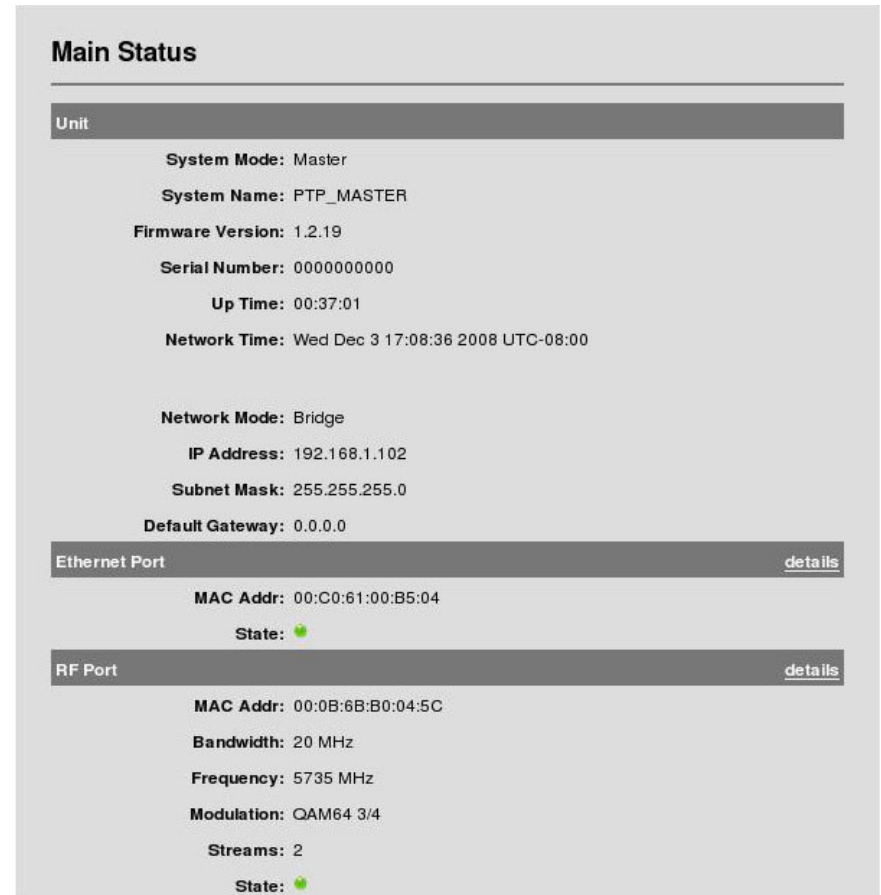 Main Status
Unit
System Mode: Master
System Name: PTP_MASTER
Firmware Version: 1.2.19
Serial Number: 0000000000
Up Time: 00:37:01
Network Time: Wed Dec 3 17:08:36 2008 UTC-08:00
Network Mode: Bridge
IP Address: 192.168.1.102
Subnet Mask: 255.255.255.0
Default Gateway: 0.0.0.0
Ethernet Port details
MAC Addr: 00:C0:61:00:B5:04
State:
RF Port details
MAC Addr: 00:0B:6B:B0:04:5C
Bandwidth: 20 MHz
Frequency: 5735 MHz
Modulation: QAM64 3/4
Streams: 2
State: